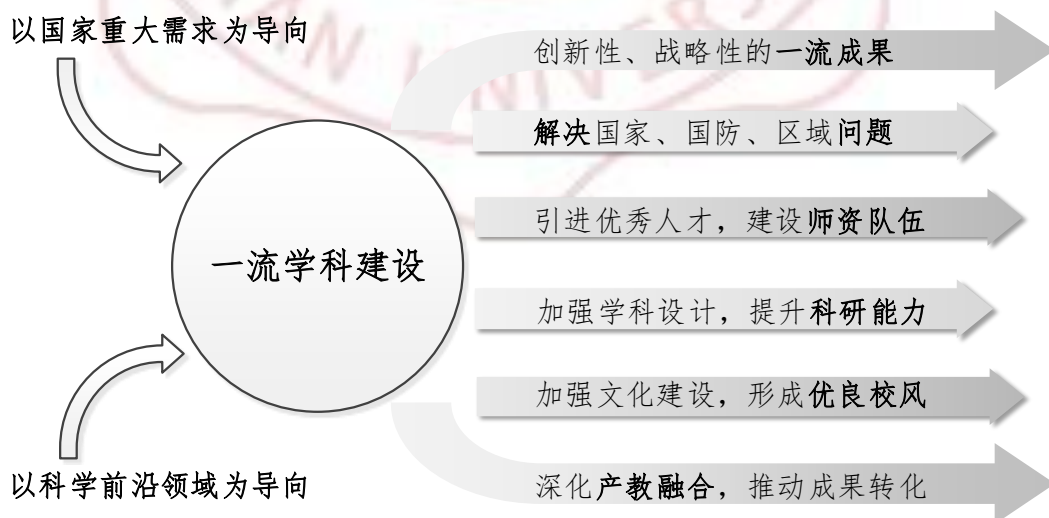 以国家重大需求为导向
一流学科建设
以科学前沿领域为导向
创新性、战略性的一流成果
解决国家、国防、区域问题
引进优秀人才，建设师资队伍
加强学科设计，提升科研能力
加强文化建设，形成优良校风
深化产教融合，推动成果转化